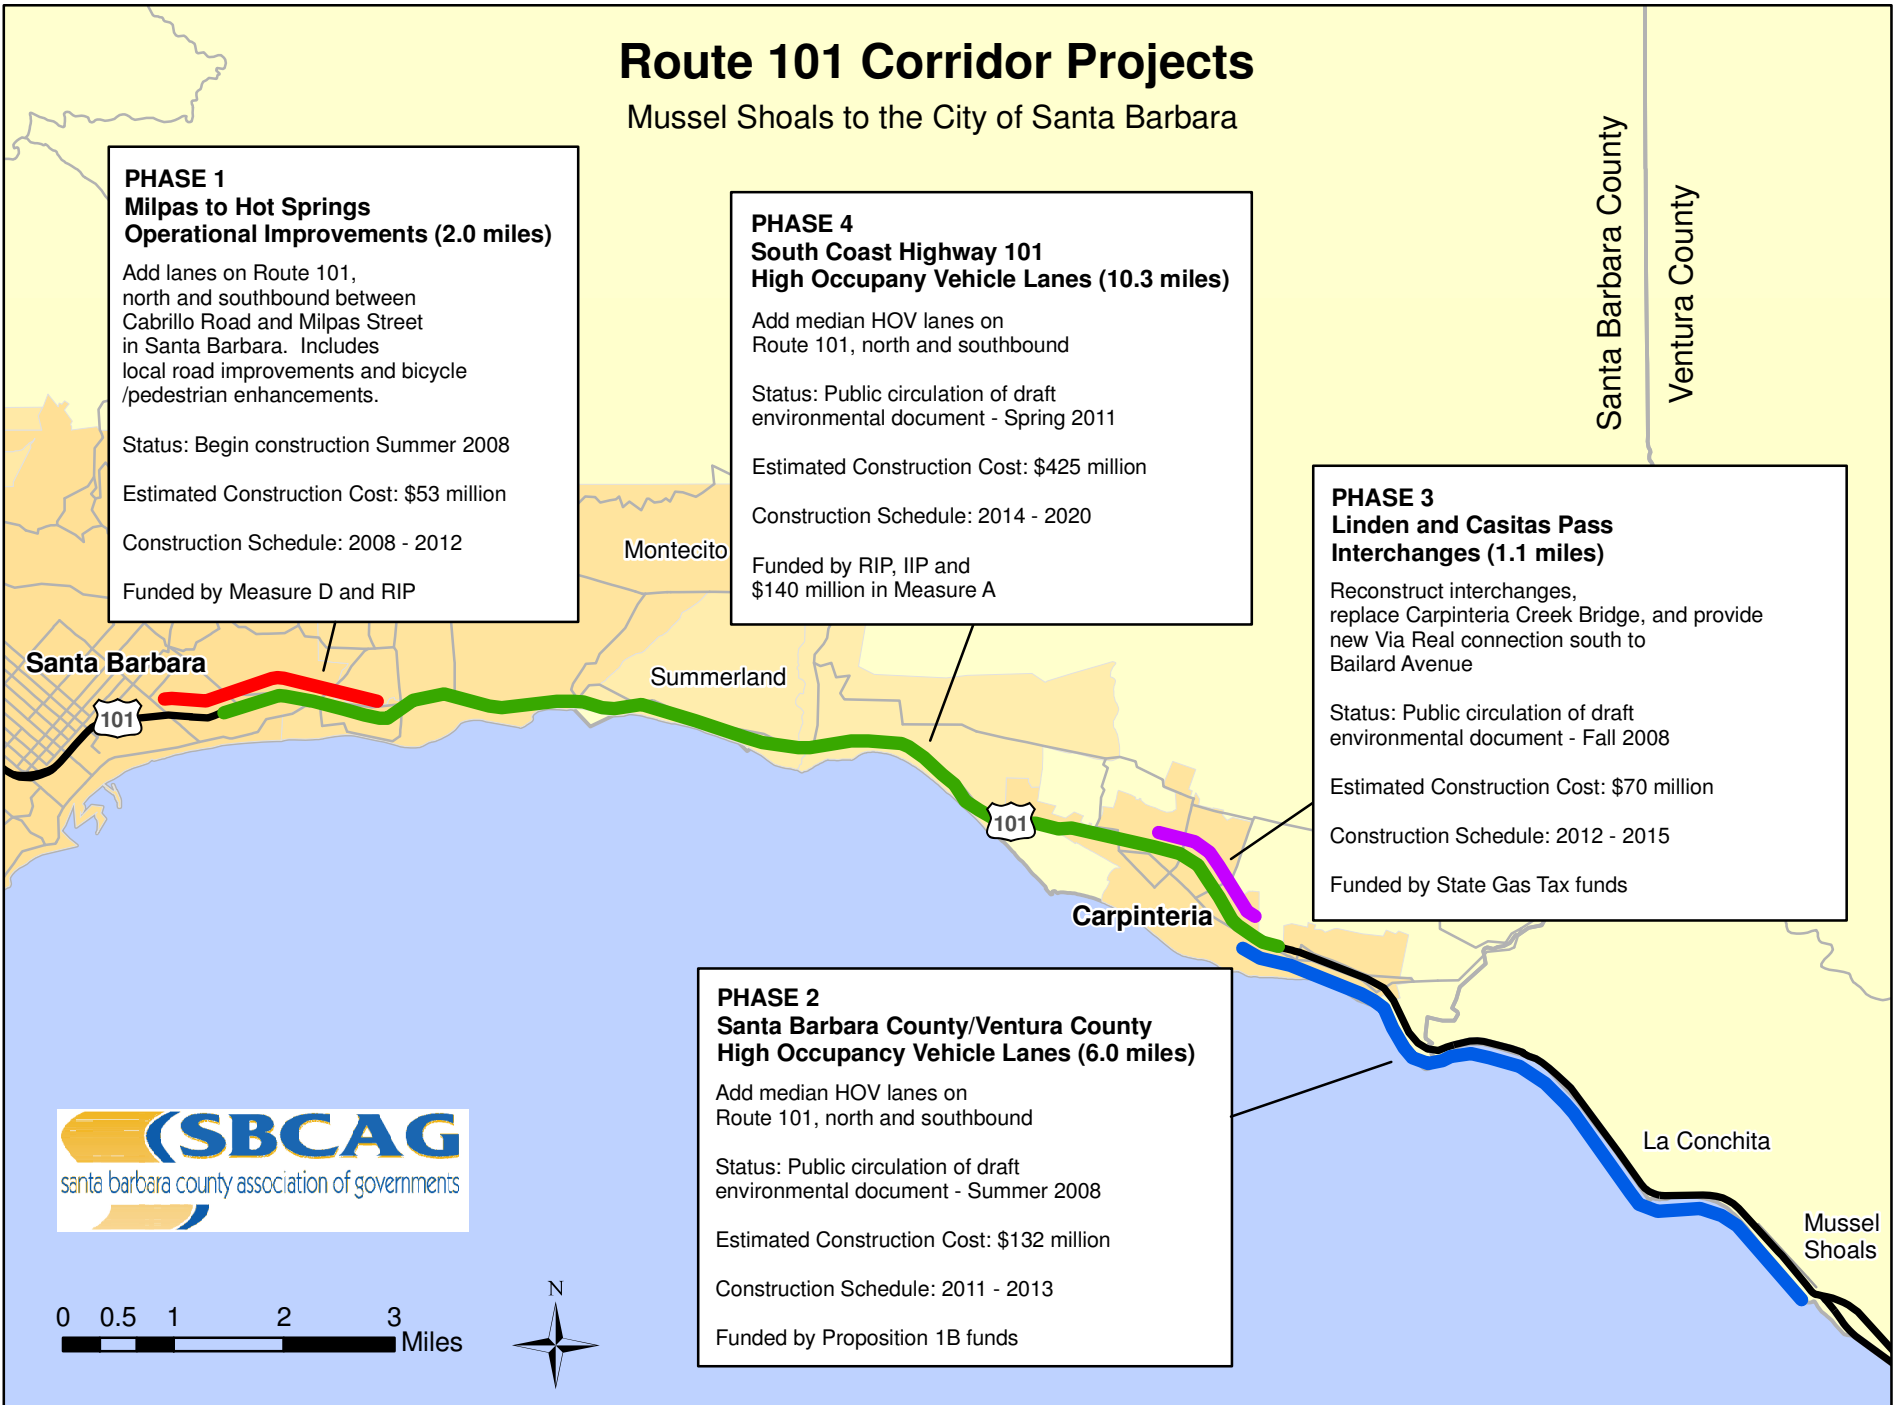 Route 101 Corridor Projects
Mussel Shoals to the City of Santa Barbara
PHASE 1
Milpas to Hot Springs
Operational Improvements (2.0 miles)
Add lanes on Route 101,
north and southbound between
Cabrillo Road and Milpas Street
in Santa Barbara. Includes
local road improvements and bicycle
/pedestrian enhancements.
Status: Begin construction Summer 2008
Estimated Construction Cost: $53 million
Construction Schedule: 2008 - 2012
Funded by Measure D and RIP
PHASE 4
South Coast Highway 101
High Occupany Vehicle Lanes (10.3 miles)
Add median HOV lanes on
Route 101, north and southbound
Status: Public circulation of draft
environmental document - Spring 2011
Estimated Construction Cost: $425 million
Construction Schedule: 2014 - 2020
Funded by RIP, IIP and
$140 million in Measure A
Santa Barbara County
Ventura County
PHASE 3
Linden and Casitas Pass
Interchanges (1.1 miles)
Reconstruct interchanges,
replace Carpinteria Creek Bridge, and provide
new Via Real connection south to
Bailard Avenue
Status: Public circulation of draft
environmental document - Fall 2008
Estimated Construction Cost: $70 million
Construction Schedule: 2012 - 2015
Funded by State Gas Tax funds
Montecito
Santa Barbara
Summerland
101
101
Carpinteria
PHASE 2
Santa Barbara County/Ventura County
High Occupancy Vehicle Lanes (6.0 miles)
Add median HOV lanes on
Route 101, north and southbound
Status: Public circulation of draft
environmental document - Summer 2008
Estimated Construction Cost: $132 million
Construction Schedule: 2011 - 2013
Funded by Proposition 1B funds
La Conchita
Mussel
Shoals
SBCAG
santa barbara county association of governments
0 0.5 1 2 3
Miles
N